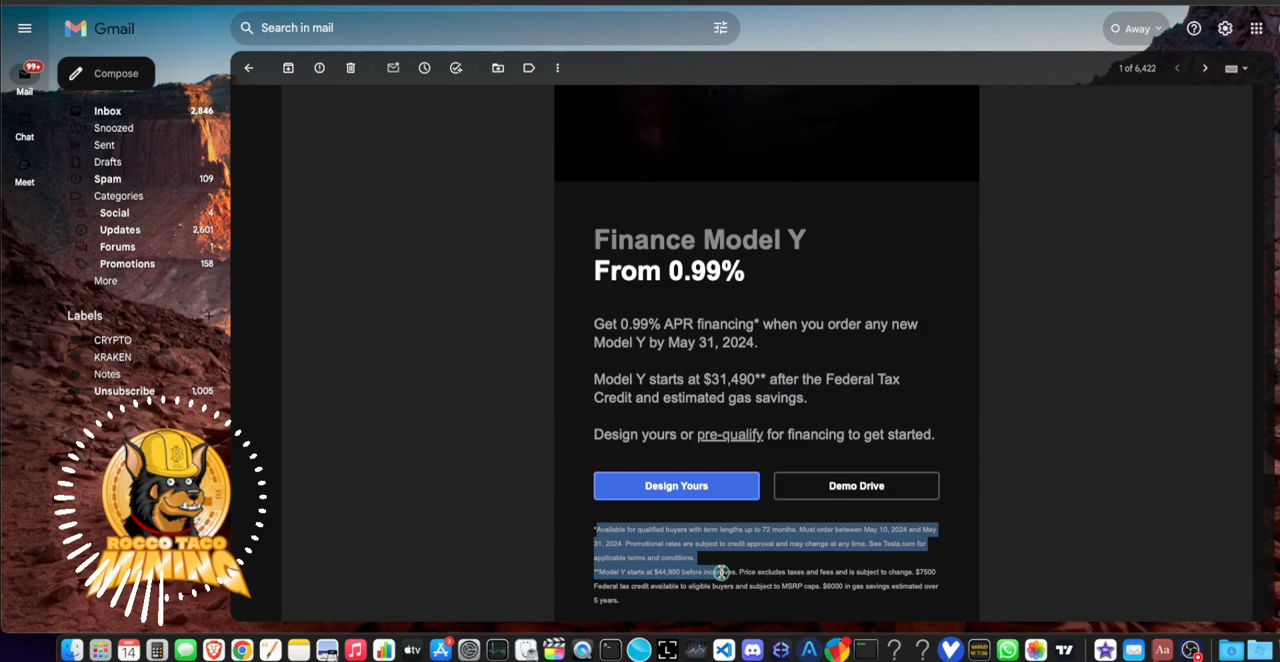 Gmail
Search in mail
Away
99+
Mail
Compose
1 of 6,422
Inbox 2,846
Snoozed
Chat
Sent
Drafts
Meet
Spam 109
Categories
Social 4
Updates 2,601
Forums 1
Promotions 158
More
Labels
CRYPTO
KRAKEN
Notes
Unsubscribe 1,005
Finance Model Y
From 0.99%
Get 0.99% APR financing* when you order any new
Model Y by May 31, 2024.
Model Y starts at $31,490** after the Federal Tax
Credit and estimated gas savings.
Design yours or pre-qualify for financing to get started.
Design Yours
Demo Drive
*Available for qualified buyers with term lengths up to 72 months. Must order between May 10, 2024 and May
31, 2024. Promotional rates are subject to credit approval and may change at any time. See Tesla.com for
applicable terms and conditions.
**Model Y starts at $44,990 before incentives. Price excludes taxes and fees and is subject to change. $7500
Federal tax credit available to eligible buyers and subject to MSRP caps. $6000 in gas savings estimated over
5 years.
ROCCO TACO
MINING
14
tv
3
Aa